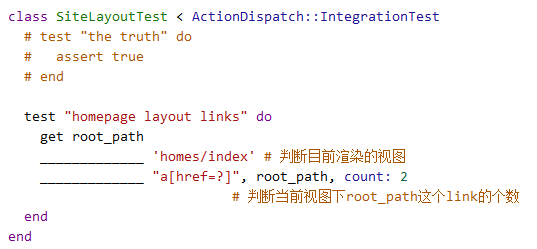 class SiteLayoutTest < ActionDispatch::IntegrationTest
# test "the truth" do
#   assert true
# end
test "homepage layout links" do
get root_path
_____________ 'homes/index' # 判断目前渲染的视图
_____________ "a[href=?]", root_path, count: 2
# 判断当前视图下root_path这个link的个数
end
end